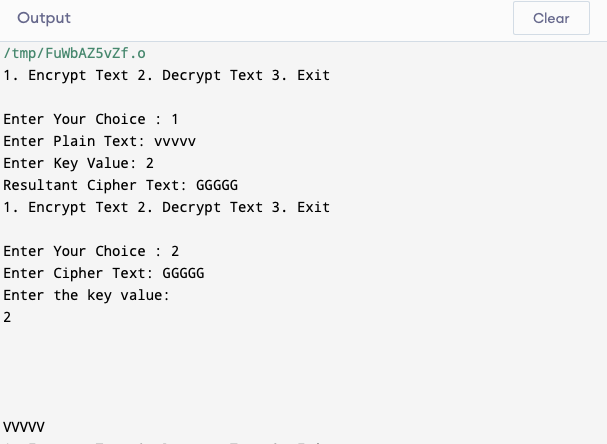 Output
Clear
/tmp/FuWbAZ5vZf.o
1. Encrypt Text 2. Decrypt Text 3. Exit
Enter Your Choice : 1
Enter Plain Text: vvvvv
Enter Key Value: 2
Resultant Cipher Text: GGGGG
1. Encrypt Text 2. Decrypt Text 3. Exit
Enter Your Choice : 2
Enter Cipher Text: GGGGG
Enter the key value:
2
VVVVV